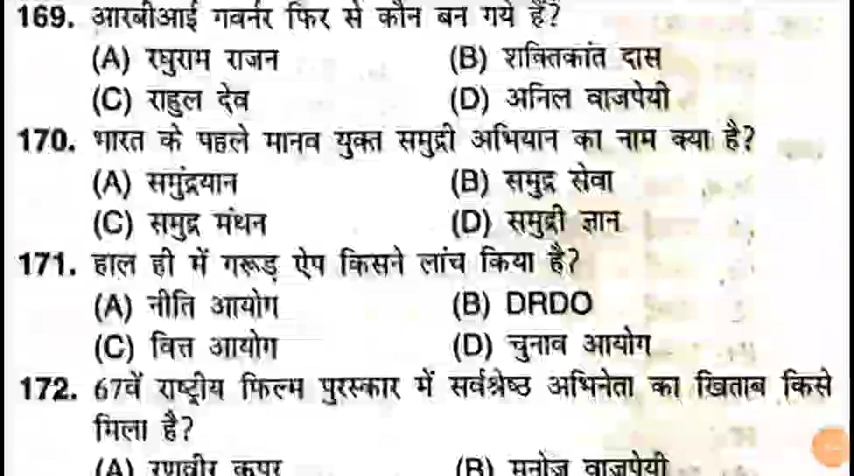 169. आरबीआई गवर्नर फिर से कौन बन गये हैं?
(A) रघुराम राजन (B) शक्तिकांत दास
(C) राहुल देव (D) अनिल वाजपेयी
170. भारत के पहले मानव युक्त समुद्री अभियान का नाम क्या है?
(A) समुंद्रयान (B) समुद्र सेवा
(C) समुद्र मंथन (D) समुद्री ज्ञान
171. हाल ही में गरूड़ ऐप किसने लांच किया है?
(A) नीति आयोग (B) DRDO
(C) वित्त आयोग (D) चुनाव आयोग
172. 67वें राष्ट्रीय फिल्म पुरस्कार में सर्वश्रेष्ठ अभिनेता का खिताब किसे
मिला है?
(A) रणवीर कपूर (B) मनोज वाजपेयी